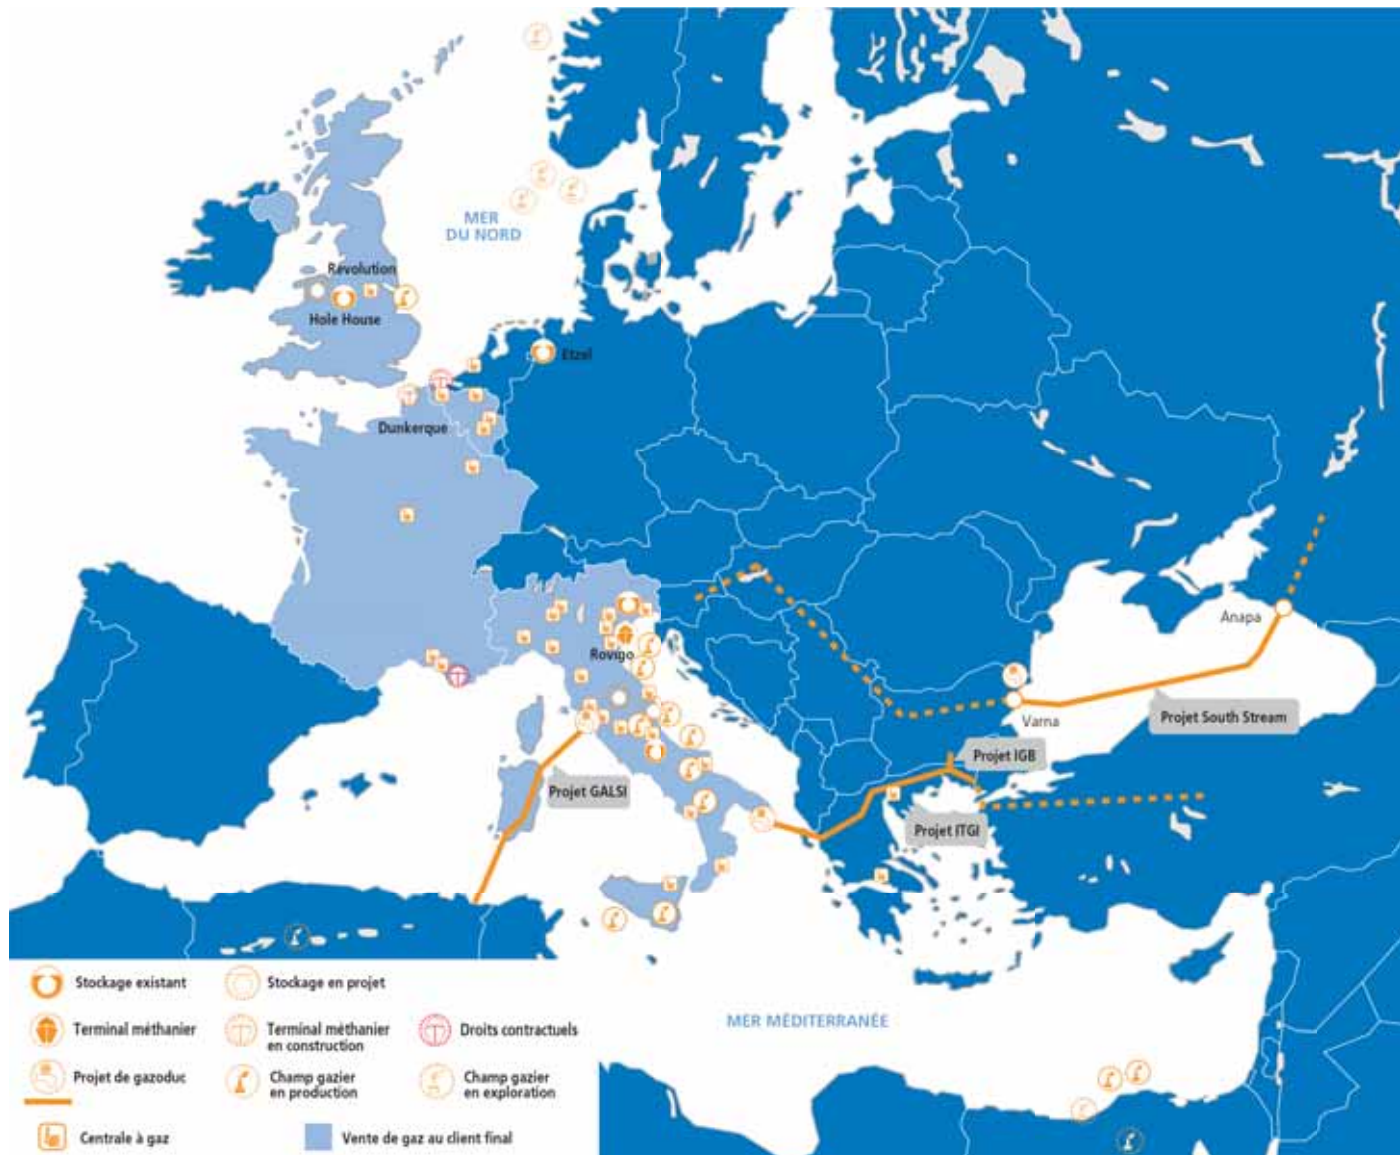 MER
DU NORD
Révolution
Hole House
Etzel
Dunkerque
Anapa
Rovigo
Varna
Projet South Stream
Projet IGB
Projet GALSI
Projet ITGI
MER MÉDITERRANÉE
Stockage existant
Stockage en projet
Terminal méthanier
Terminal méthanier
en construction
Droits contractuels
Projet de gazoduc
Champ gazier
en production
Champ gazier
en exploration
Centrale à gaz
Vente de gaz au client final